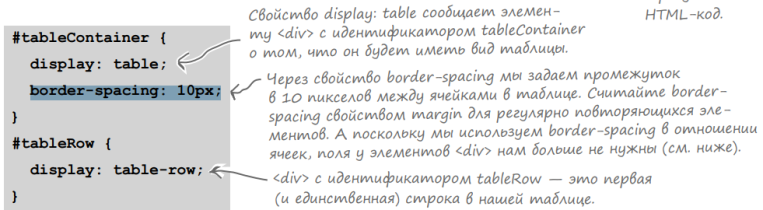 #tableContainer {
display: table;
border-spacing: 10px;
}
#tableRow {
display: table-row;
}
Свойство display: table сообщает элемен-
ту <div> с идентификатором tableContainer
о том, что он будет иметь вид таблицы.
HTML-код.
Через свойство border-spacing мы задаем промежуток
в 10 пикселов между ячейками в таблице. Считайте border-
spacing свойством margin для регулярно повторяющихся эле-
ментов. А поскольку мы используем border-spacing в отношении
ячеек, поля у элементов <div> нам больше не нужны (см. ниже).
<div> с идентификатором tableRow — это первая
(и единственная) строка в нашей таблице.